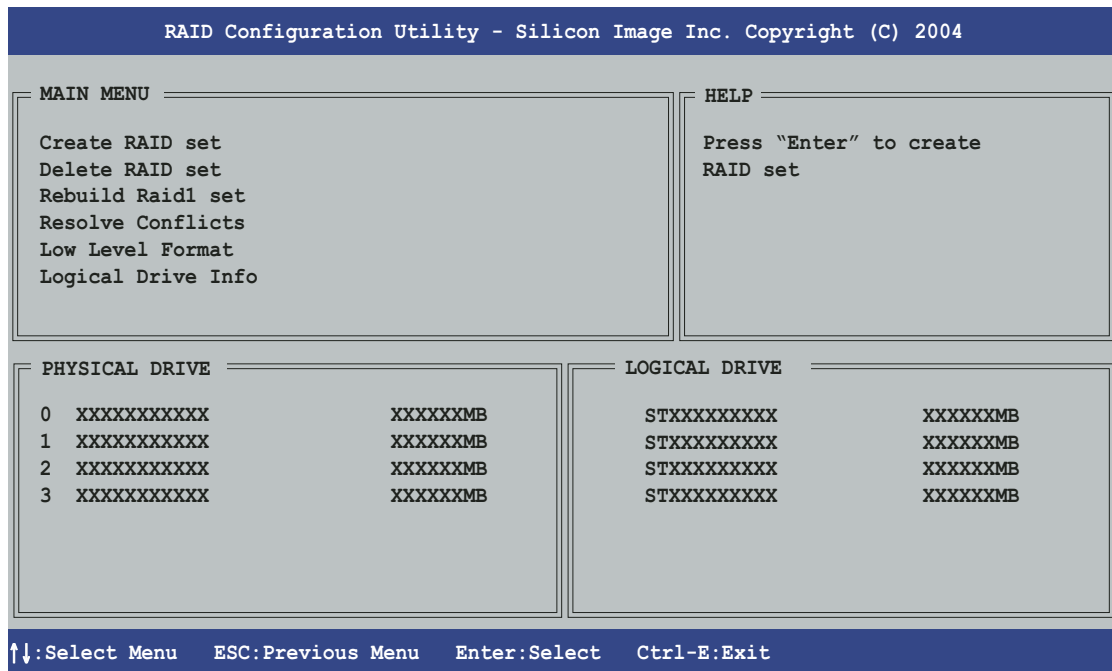 RAID Configuration Utility - Silicon Image Inc. Copyright (C) 2004
MAIN MENU
Create RAID set
Delete RAID set
Rebuild Raid1 set
Resolve Conflicts
Low Level Format
Logical Drive Info
HELP
Press “Enter” to create
RAID set
PHYSICAL DRIVE
0 XXXXXXXXXXX XXXXXXMB
1 XXXXXXXXXXX XXXXXXMB
2 XXXXXXXXXXX XXXXXXMB
3 XXXXXXXXXXX XXXXXXMB
LOGICAL DRIVE
STXXXXXXXXX XXXXXXMB
STXXXXXXXXX XXXXXXMB
STXXXXXXXXX XXXXXXMB
STXXXXXXXXX XXXXXXMB
↑↓:Select Menu ESC:Previous Menu Enter:Select Ctrl-E:Exit